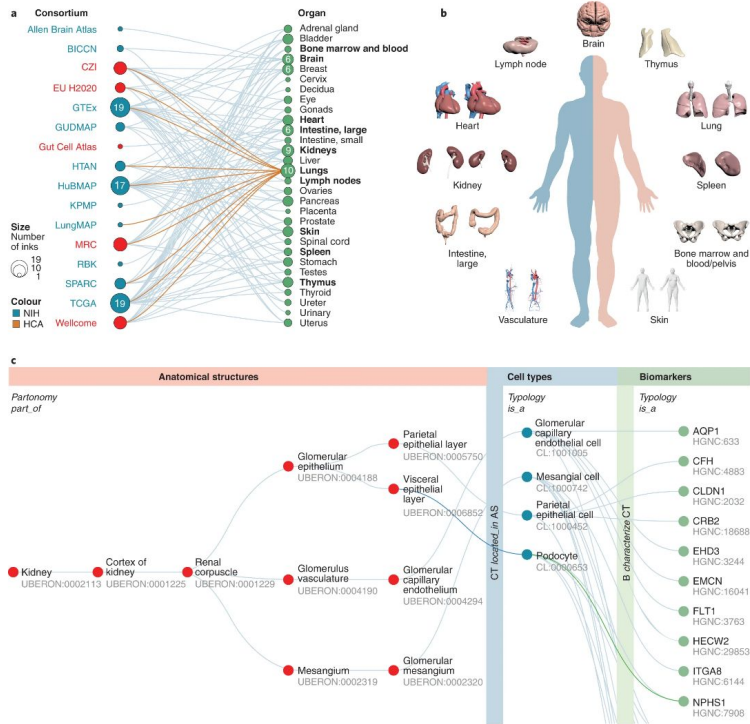 a
Consortium
Organ
Allen Brain Atlas
BICCN
CZI
EU H2020
GTEx
19
GUDMAP
Gut Cell Atlas
HTAN
HuBMAP
17
KPMP
LungMAP
MRC
RBK
SPARC
TCGA
19
Wellcome
Size
Number
of inks
19
10
1
Colour
NIH
HCA
Adrenal gland
Bladder
Bone marrow and blood
6 Brain
6 Breast
Cervix
Decidua
Eye
Gonads
Heart
6 Intestine, large
Intestine, small
9 Kidneys
Liver
10 Lungs
Lymph nodes
Ovaries
Pancreas
Placenta
Prostate
Skin
Spinal cord
Spleen
Stomach
Testes
Thymus
Thyroid
Ureter
Urinary
Uterus
b
Brain
Lymph node
Thymus
Heart
Lung
Kidney
Spleen
Intestine,
large
Bone marrow and
blood/pelvis
Vasculature
Skin
c
Anatomical structures
Cell types
Biomarkers
Partonomy
part_of
Typology
is_a
Typology
is_a
Kidney
UBERON:0002113
Cortex of
kidney
UBERON:0001225
Renal
corpuscle
UBERON:0001229
Glomerular
epithelium
UBERON:0004188
Glomerulus
vasculature
UBERON:0004190
Mesangium
UBERON:0002319
Parietal
epithelial layer
UBERON:0005750
Visceral
epithelial
layer
UBERON:0006852
Glomerular
capillary
endothelium
UBERON:0004294
Glomerular
mesangium
UBERON:0002320
CT located_in AS
Glomerular
capillary
endothelial cell
CL:1001005
Mesangial cell
CL:1000742
Parietal
epithelial cell
CL:1000452
Podocyte
CL:0000653
B characterize CT
AQP1
HGNC:633
CFH
HGNC:4883
CLDN1
HGNC:2032
CRB2
HGNC:18688
EHD3
HGNC:3244
EMCN
HGNC:16041
FLT1
HGNC:3763
HECW2
HGNC:29853
ITGA8
HGNC:6144
NPHS1
HGNC:7908